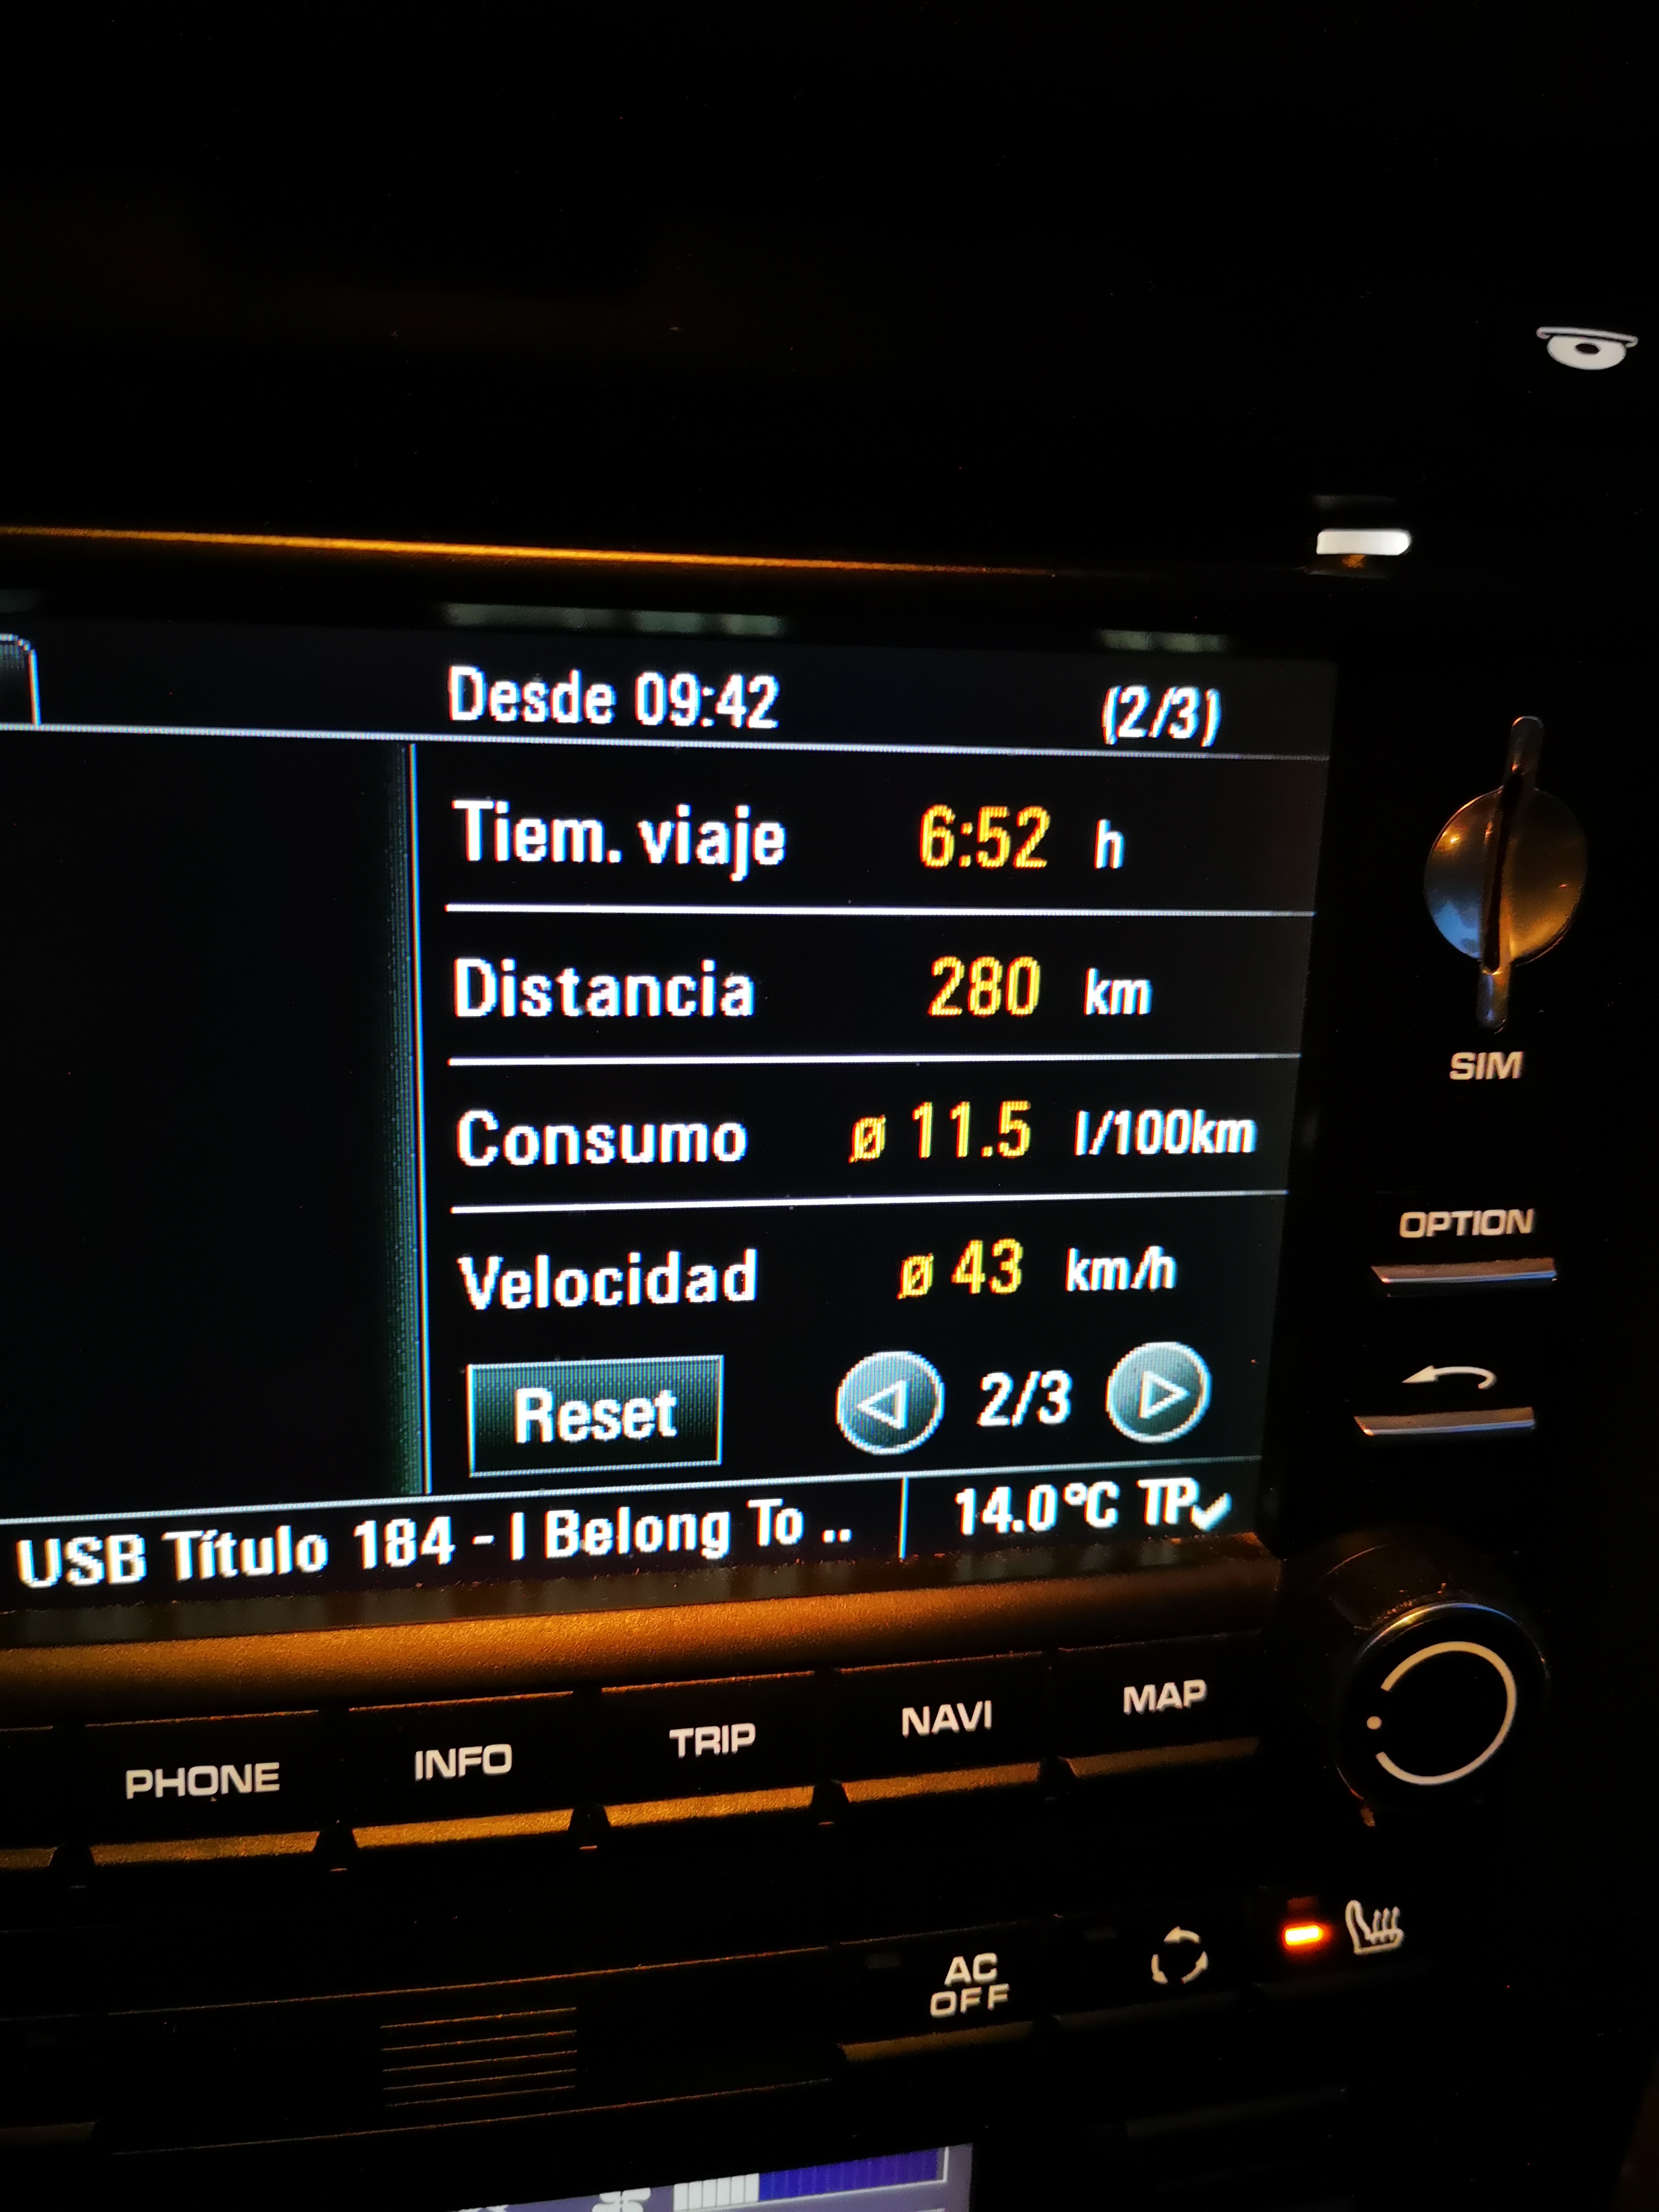 Desde 09:42 (2/3)
Tiem. viaje 6:52 h
Distancia 280 km
Consumo ø 11.5 l/100km
Velocidad ø 43 km/h
Reset 2/3
USB Título 184 - I Belong To .. 14.0°C TP
SIM
OPTION
PHONE INFO TRIP NAVI MAP
AC
OFF